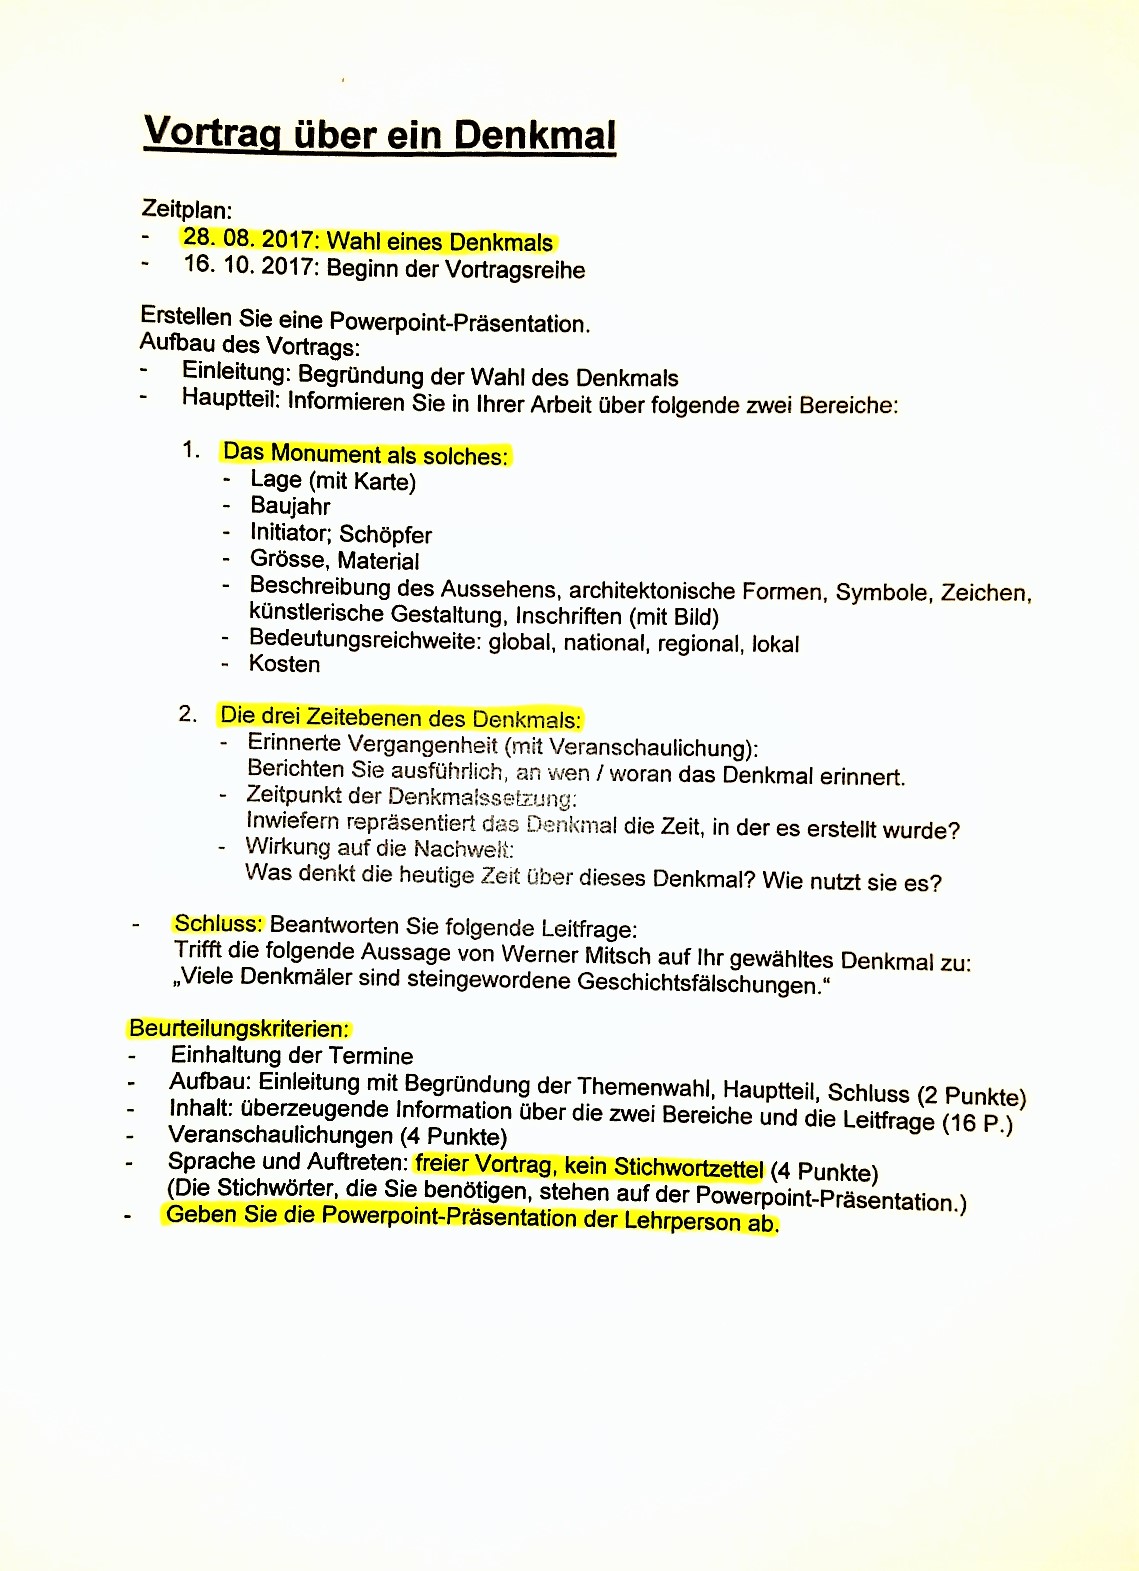 Vortrag über ein Denkmal
Zeitplan:
- 28. 08. 2017: Wahl eines Denkmals
- 16. 10. 2017: Beginn der Vortragsreihe
Erstellen Sie eine Powerpoint-Präsentation.
Aufbau des Vortrags:
- Einleitung: Begründung der Wahl des Denkmals
- Hauptteil: Informieren Sie in Ihrer Arbeit über folgende zwei Bereiche:
1. Das Monument als solches:
- Lage (mit Karte)
- Baujahr
- Initiator; Schöpfer
- Grösse, Material
- Beschreibung des Aussehens, architektonische Formen, Symbole, Zeichen,
künstlerische Gestaltung, Inschriften (mit Bild)
- Bedeutungsreichweite: global, national, regional, lokal
- Kosten
2. Die drei Zeitebenen des Denkmals:
- Erinnerte Vergangenheit (mit Veranschaulichung):
Berichten Sie ausführlich, an wen / woran das Denkmal erinnert.
- Zeitpunkt der Denkmalssetzung:
Inwiefern repräsentiert das Denkmal die Zeit, in der es erstellt wurde?
- Wirkung auf die Nachwelt:
Was denkt die heutige Zeit über dieses Denkmal? Wie nutzt sie es?
- Schluss: Beantworten Sie folgende Leitfrage:
Trifft die folgende Aussage von Werner Mitsch auf Ihr gewähltes Denkmal zu:
„Viele Denkmäler sind steingewordene Geschichtsfälschungen.“
Beurteilungskriterien:
- Einhaltung der Termine
- Aufbau: Einleitung mit Begründung der Themenwahl, Hauptteil, Schluss (2 Punkte)
- Inhalt: überzeugende Information über die zwei Bereiche und die Leitfrage (16 P.)
- Veranschaulichungen (4 Punkte)
- Sprache und Auftreten: freier Vortrag, kein Stichwortzettel (4 Punkte)
(Die Stichwörter, die Sie benötigen, stehen auf der Powerpoint-Präsentation.)
- Geben Sie die Powerpoint-Präsentation der Lehrperson ab.